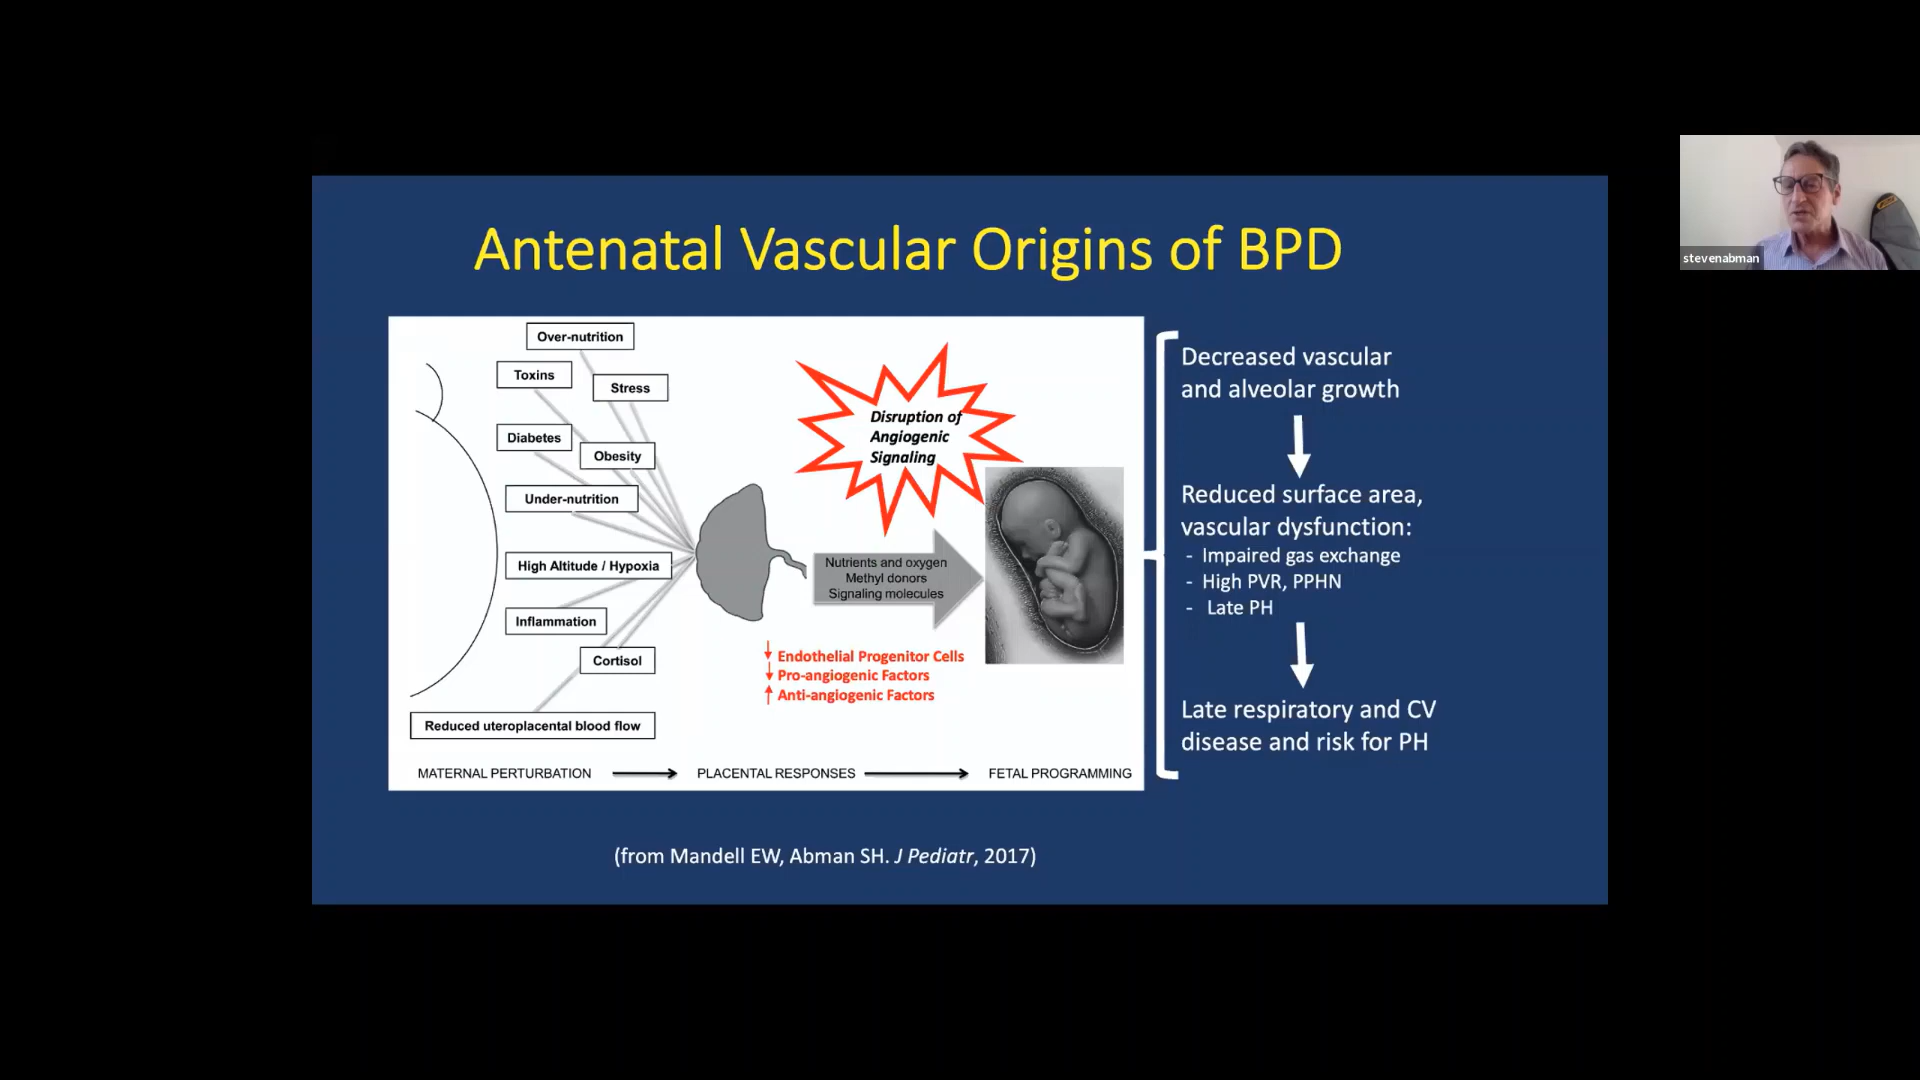 Antenatal Vascular Origins of BPD
Over-nutrition
Toxins
Stress
Diabetes
Obesity
Under-nutrition
High Altitude / Hypoxia
Inflammation
Cortisol
Reduced uteroplacental blood flow
Disruption of
Angiogenic
Signaling
Nutrients and oxygen
Methyl donors
Signaling molecules
↓ Endothelial Progenitor Cells
↓ Pro-angiogenic Factors
↑ Anti-angiogenic Factors
MATERNAL PERTURBATION
PLACENTAL RESPONSES
FETAL PROGRAMMING
Decreased vascular
and alveolar growth
Reduced surface area,
vascular dysfunction:
- Impaired gas exchange
- High PVR, PPHN
- Late PH
Late respiratory and CV
disease and risk for PH
(from Mandell EW, Abman SH. J Pediatr, 2017)
stevenabman